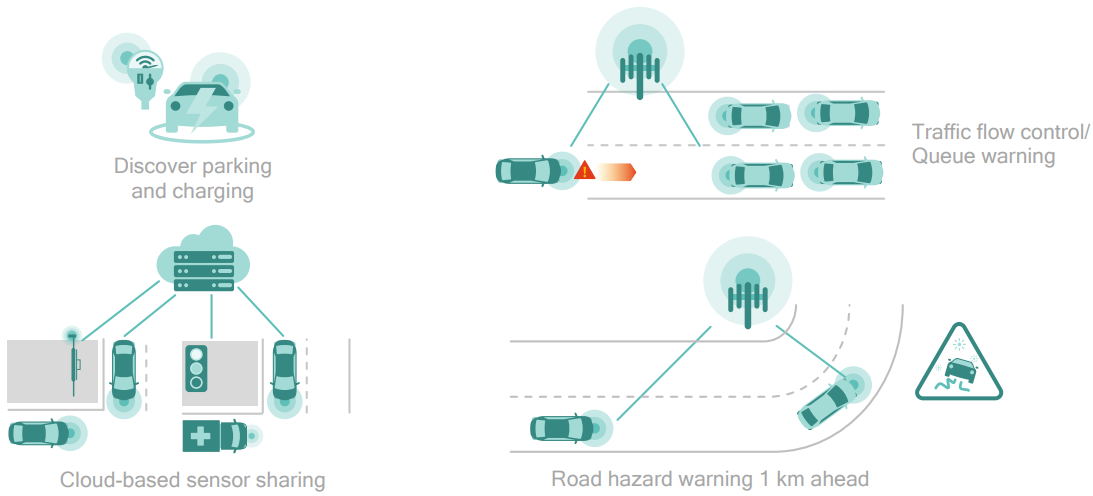 Discover parking
and charging
Traffic flow control/
Queue warning
Cloud-based sensor sharing
Road hazard warning 1 km ahead